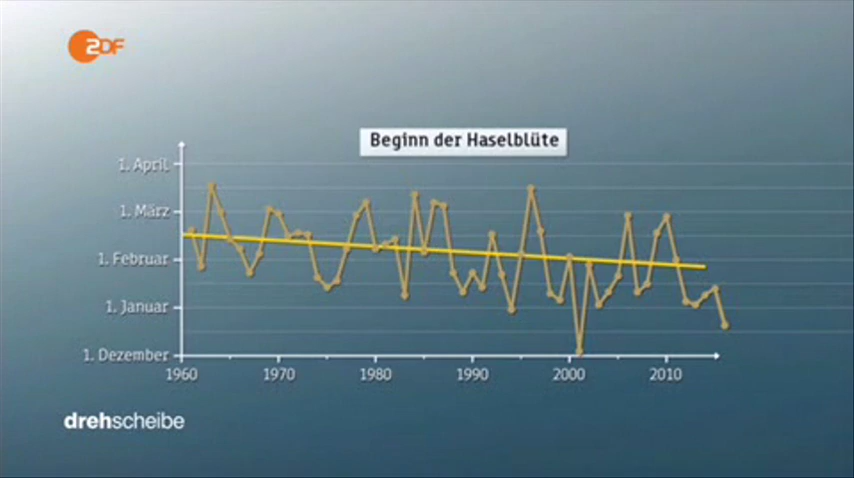 ZDF
Beginn der Haselblüte
1. April
1. März
1. Februar
1. Januar
1. Dezember
1960 1970 1980 1990 2000 2010
drehscheibe